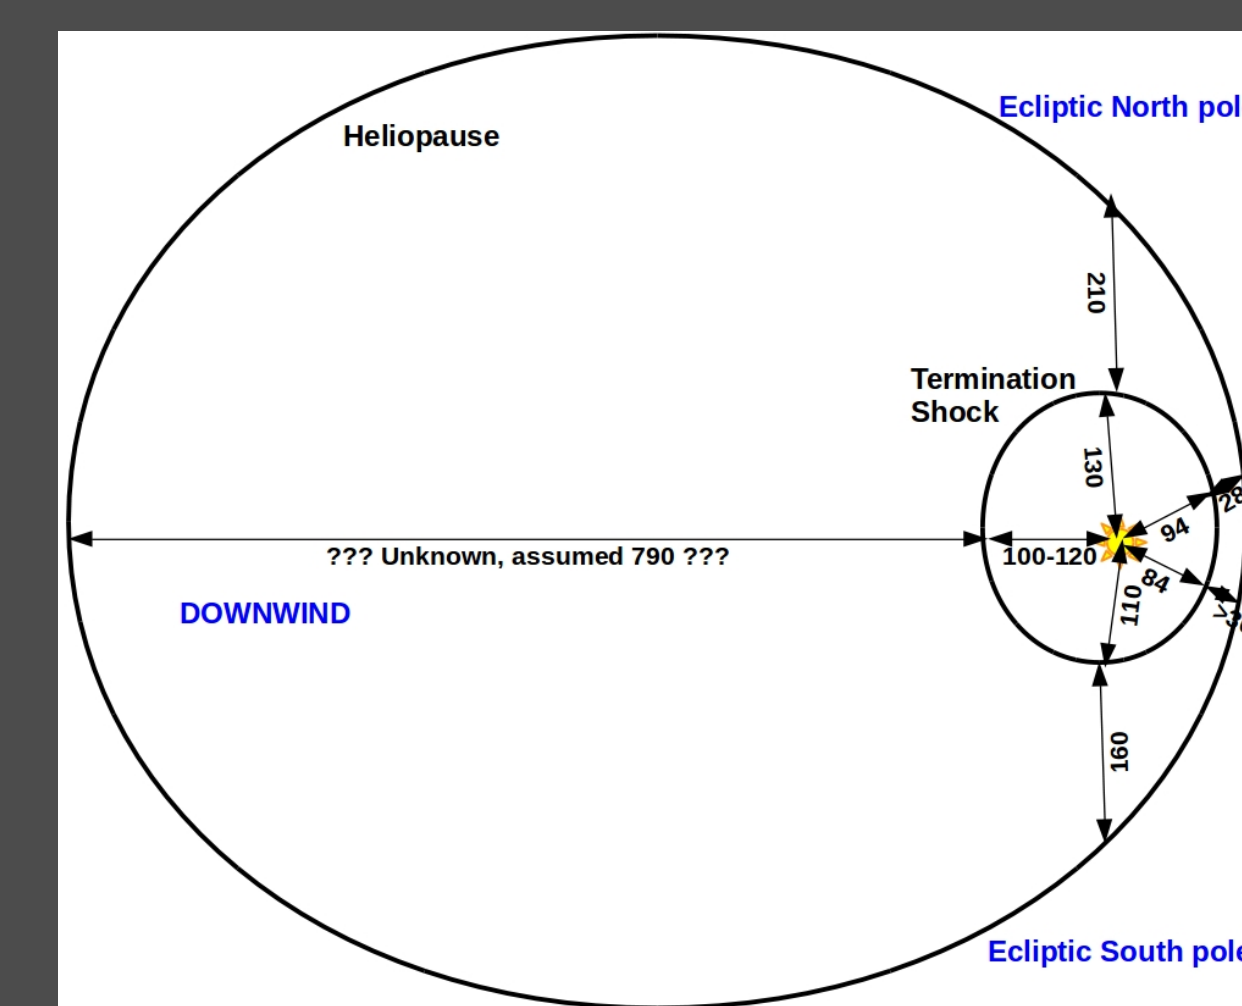 Ecliptic North pol
Heliopause
210
Termination
Shock
130
28
94
??? Unknown, assumed 790 ???
100-120
84
110
DOWNWIND
160
Ecliptic South pole